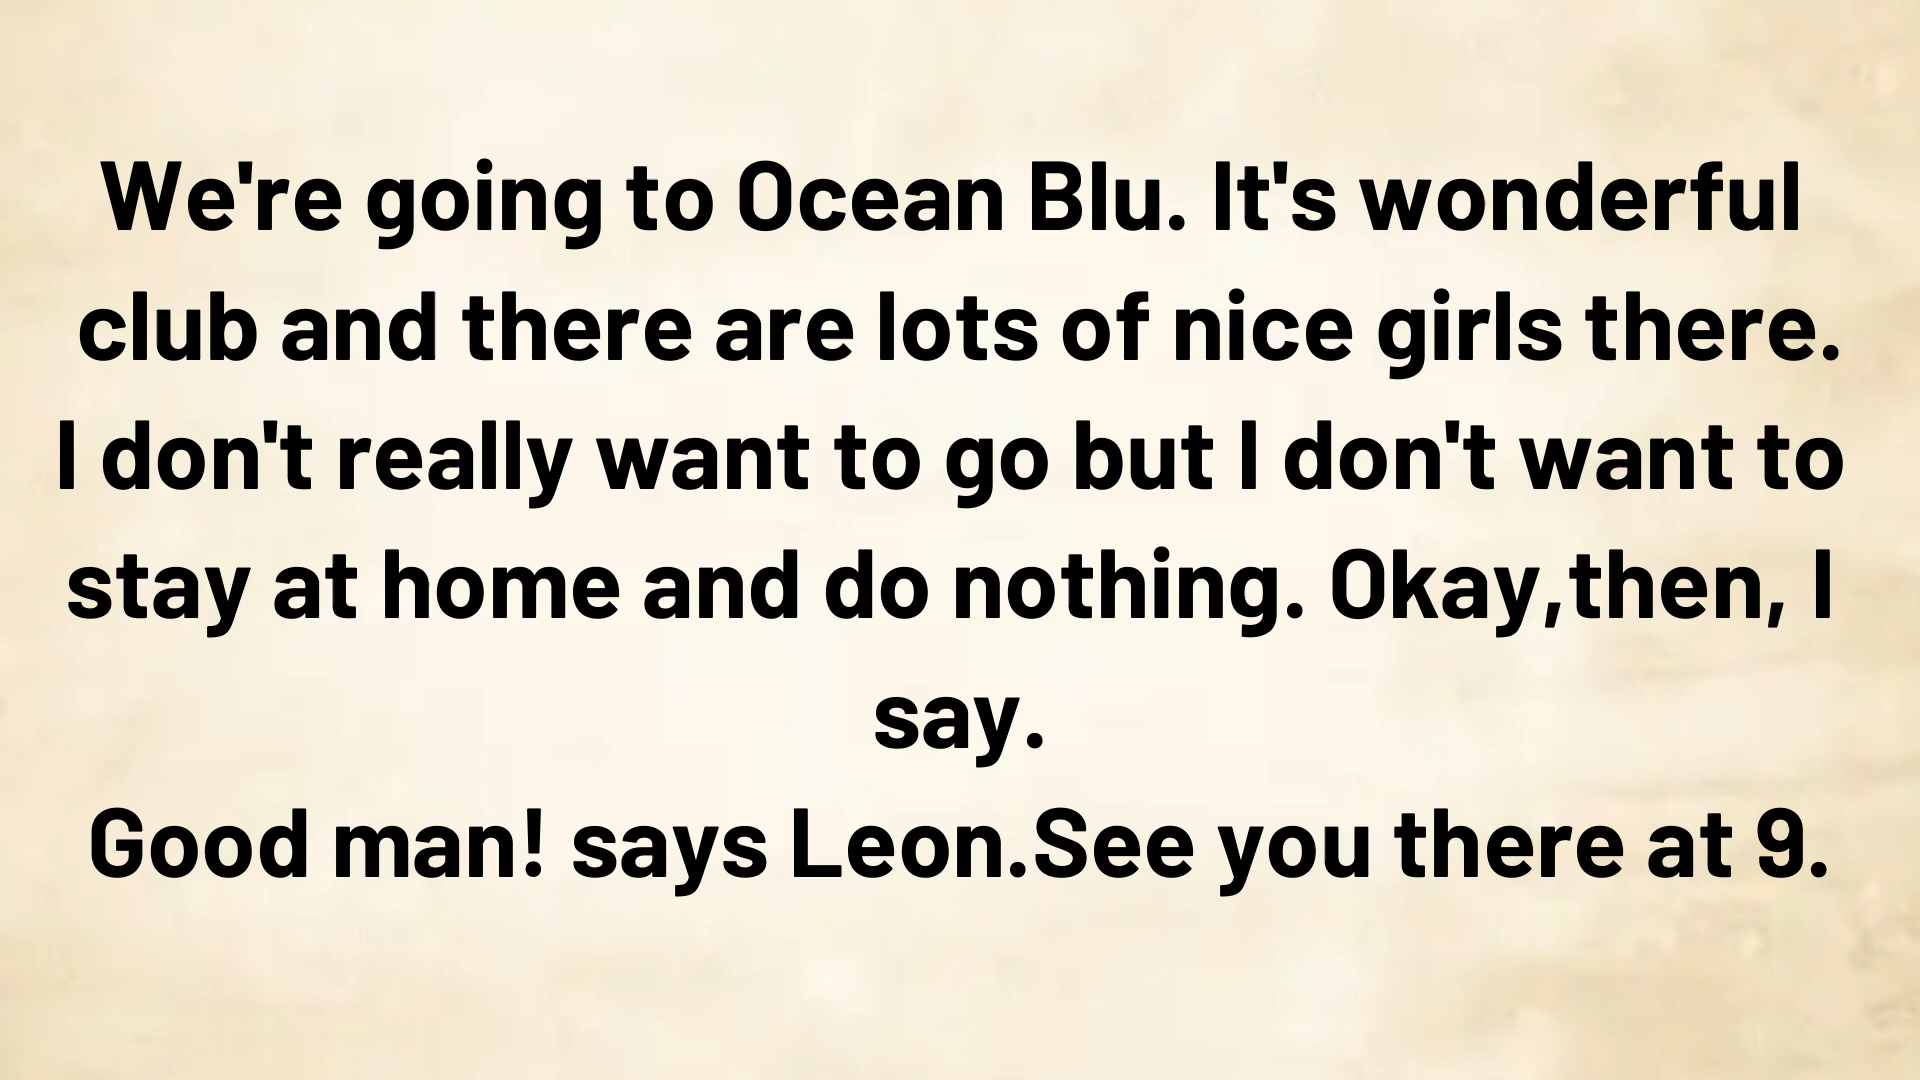 We're going to Ocean Blu. It's wonderful
club and there are lots of nice girls there.
I don't really want to go but I don't want to
stay at home and do nothing. Okay,then, I
say.
Good man! says Leon.See you there at 9.